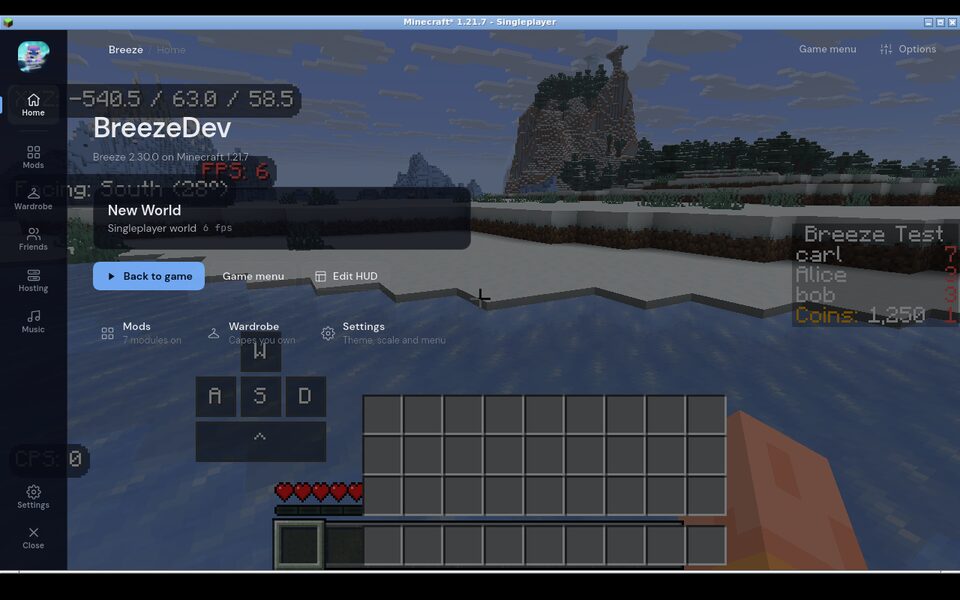 Minecraft* 1.21.7 - Singleplayer
Breeze / Home
Game menu
Options
-540.5 / 63.0 / 58.5
Home
BreezeDev
Breeze 2.30.0 on Minecraft 1.21.7
FPS: 6
Mods
Facing: South (28°)
Wardrobe
New World
Singleplayer world 6 fps
Friends
Breeze Test
carl 7
Alice 2
bob 3
Coins: 1,250 1
Back to game
Game menu
Edit HUD
Hosting
Music
Mods
7 modules on
Wardrobe
Capes you own
Settings
Theme, scale and menu
W
A S D
^
CPS: 0
Settings
Close